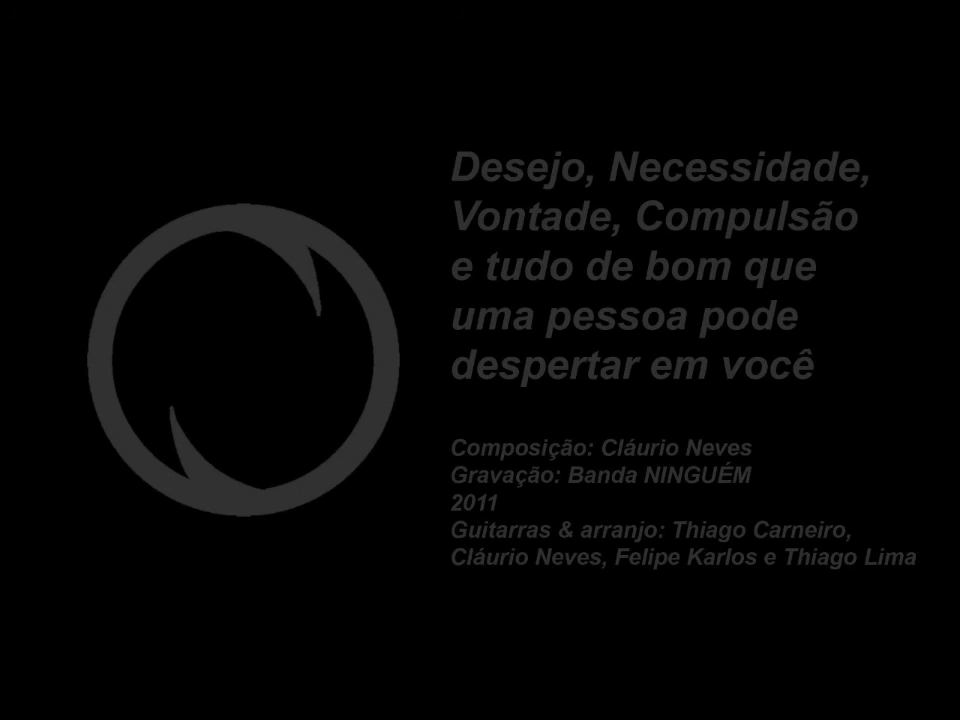 Desejo, Necessidade,
Vontade, Compulsão
e tudo de bom que
uma pessoa pode
despertar em você
Composição: Cláurio Neves
Gravação: Banda NINGUÉM
2011
Guitarras & arranjo: Thiago Carneiro,
Cláurio Neves, Felipe Karlos e Thiago Lima